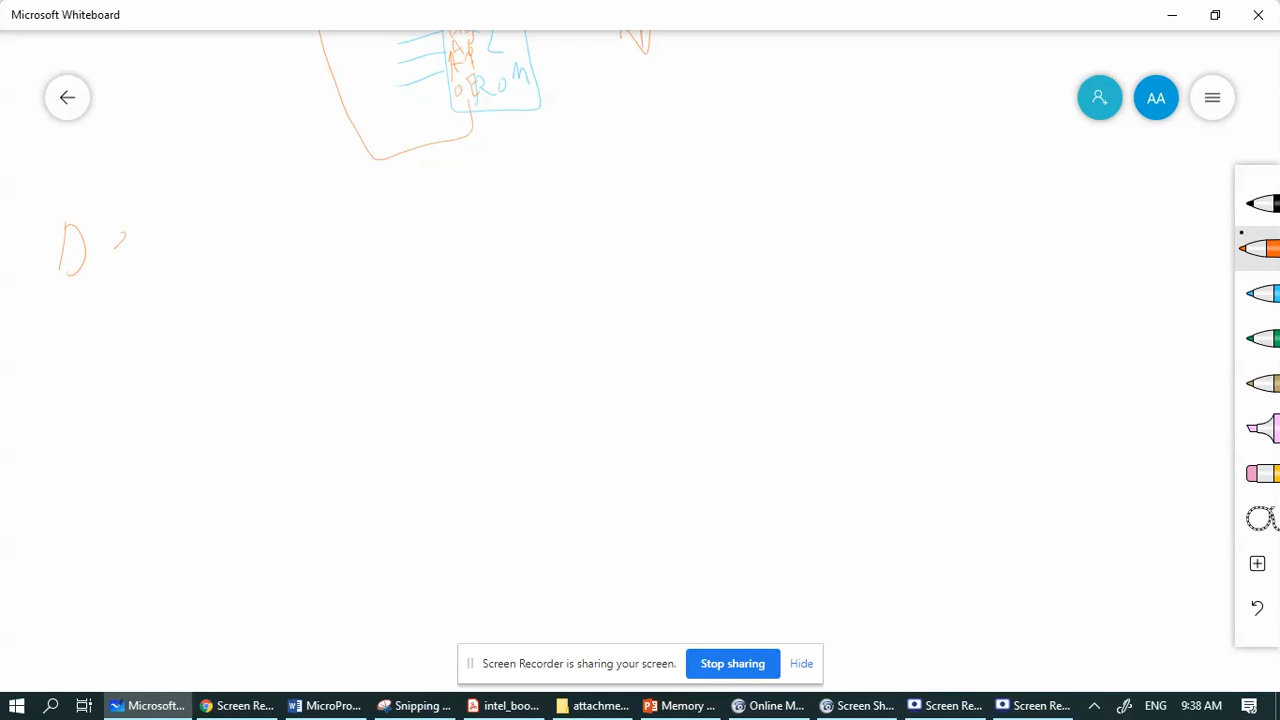 Microsoft Whiteboard
L
ROM
AA
D
Screen Recorder is sharing your screen.
Stop sharing
Hide
Microsoft...
Screen Re...
MicroPro...
Snipping ...
intel_boo...
attachme...
Memory ...
Online M...
Screen Sh...
Screen Re...
Screen Re...
ENG
9:38 AM